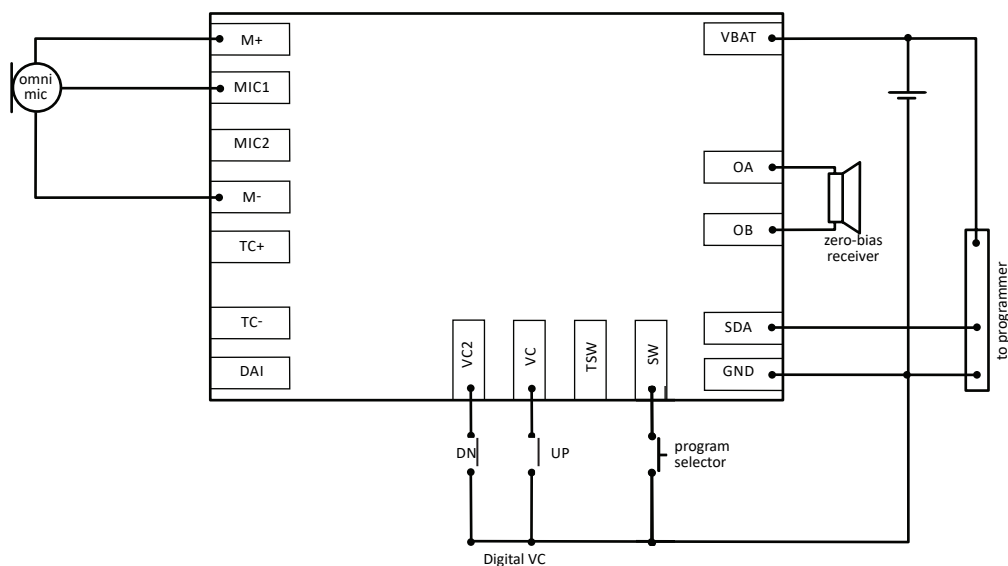 M+
MIC1
MIC2
M-
TC+
TC-
DAI
omni
mic
VBAT
OA
OB
zero-bias
receiver
SDA
GND
to programmer
VC2
VC
TSW
SW
DN
UP
program
selector
Digital VC